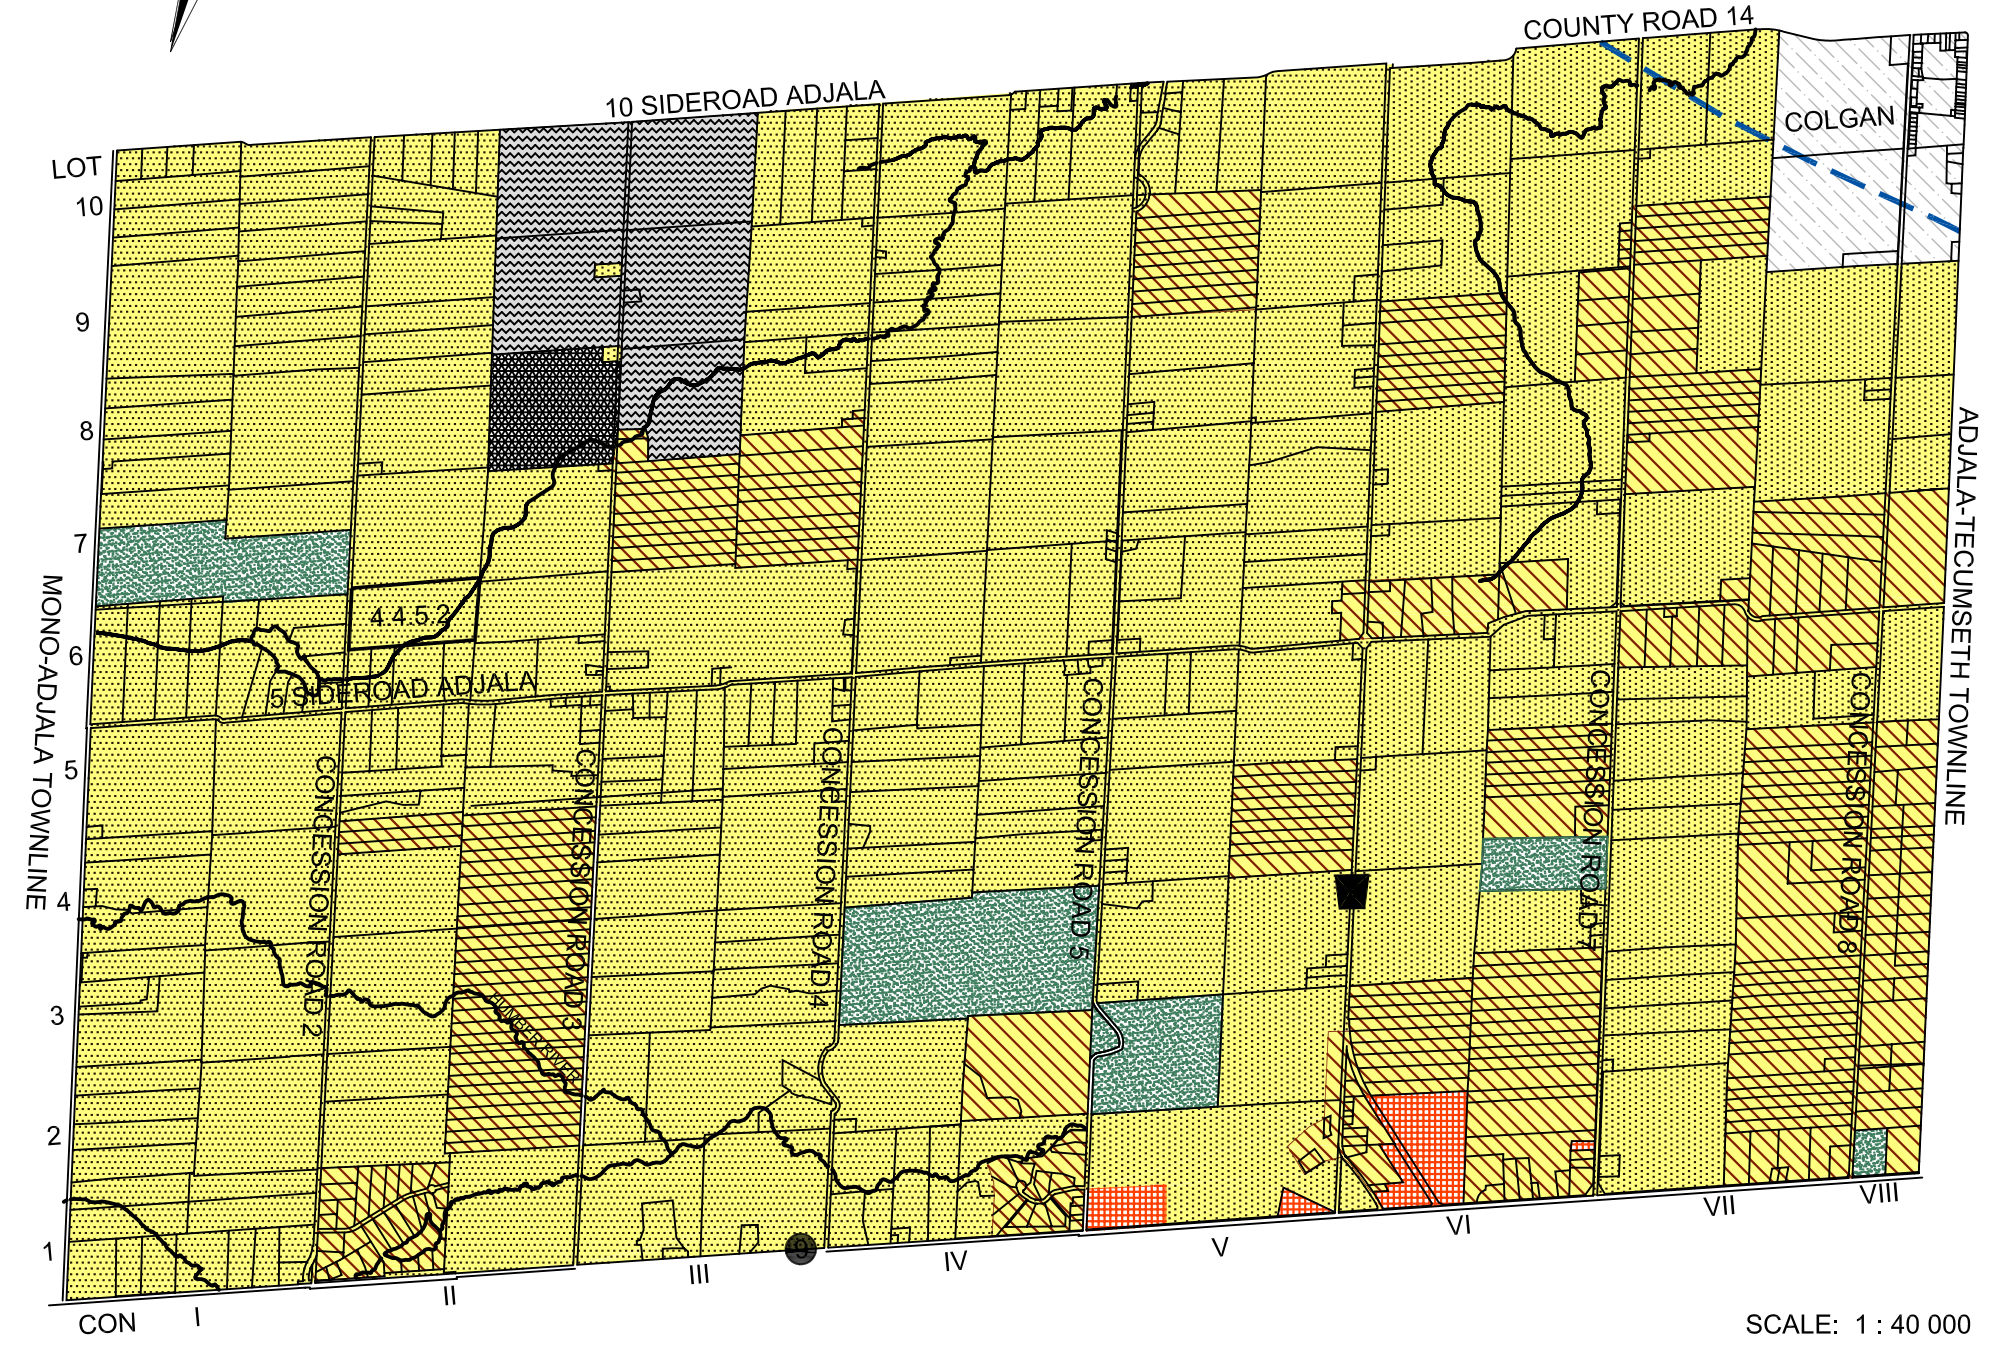 COUNTY ROAD 14
10 SIDEROAD ADJALA
COLGAN
LOT
10
9
8
7
6
5
4
3
2
1
4.4.5.2
5 SIDEROAD ADJALA
MONO-ADJALA TOWNLINE
CONCESSION ROAD 2
CONCESSION ROAD 3
CONCESSION ROAD 4
CONCESSION ROAD 5
CONCESSION ROAD 7
CONCESSION ROAD 8
ADJALA-TECUMSETH TOWNLINE
HUMBER RIVER
9
CON
I
II
III
IV
V
VI
VII
VIII
SCALE: 1 : 40 000